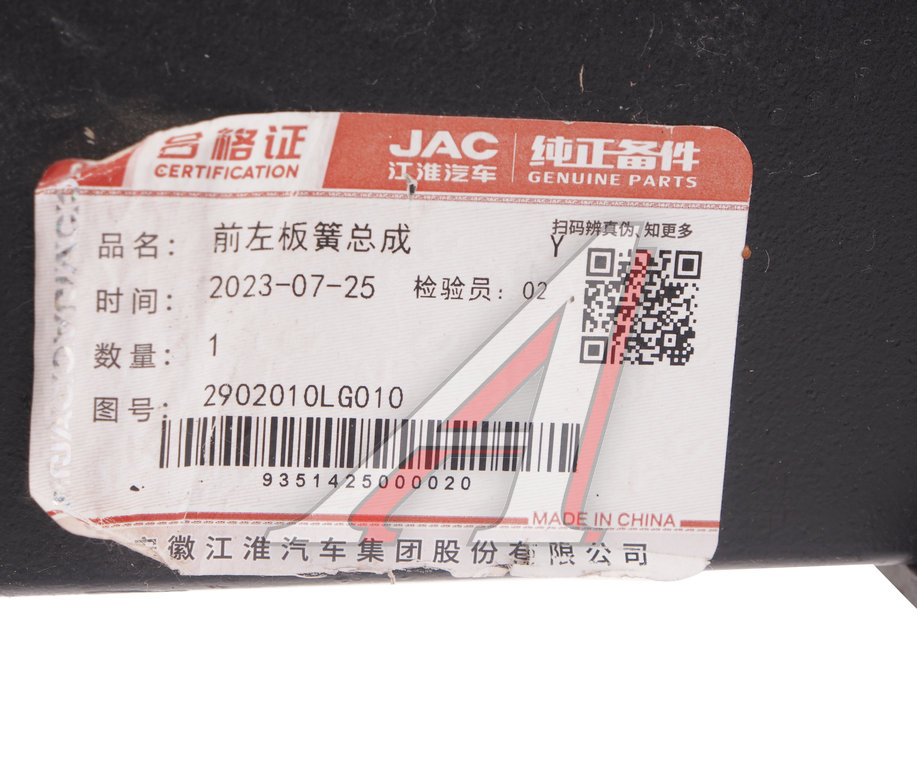 合格证
CERTIFICATION
JAC
江淮汽车
纯正备件
GENUINE PARTS
扫码辨真伪、知更多
品名： 前左板簧总成
Y
时间： 2023-07-25 检验员： 02
数量： 1
图号： 2902010LG010
9351425000020
MADE IN CHINA
徽江淮汽车集团股份有限公司